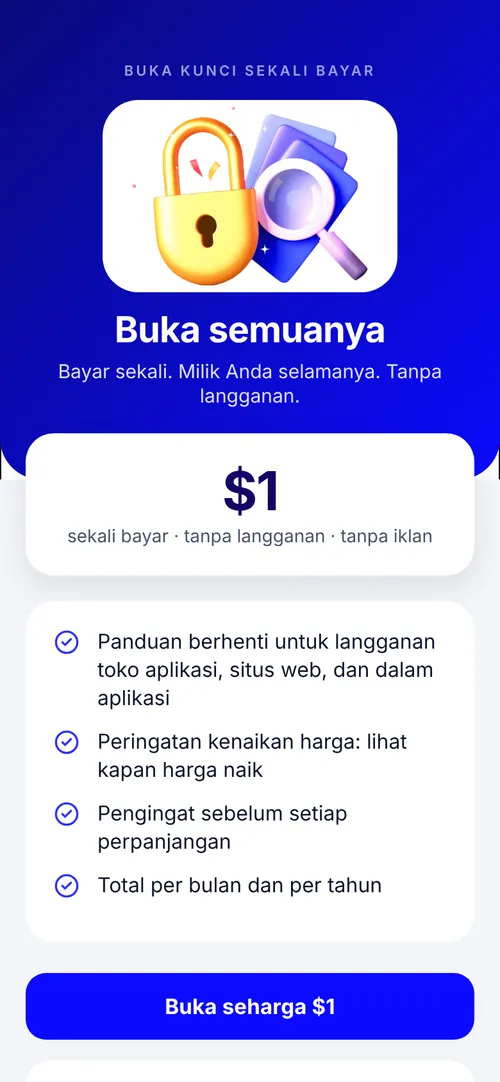 BUKA KUNCI SEKALI BAYAR
Buka semuanya
Bayar sekali. Milik Anda selamanya. Tanpa
langganan.
$1
sekali bayar · tanpa langganan · tanpa iklan
Panduan berhenti untuk langganan
toko aplikasi, situs web, dan dalam
aplikasi
Peringatan kenaikan harga: lihat
kapan harga naik
Pengingat sebelum setiap
perpanjangan
Total per bulan dan per tahun
Buka seharga $1